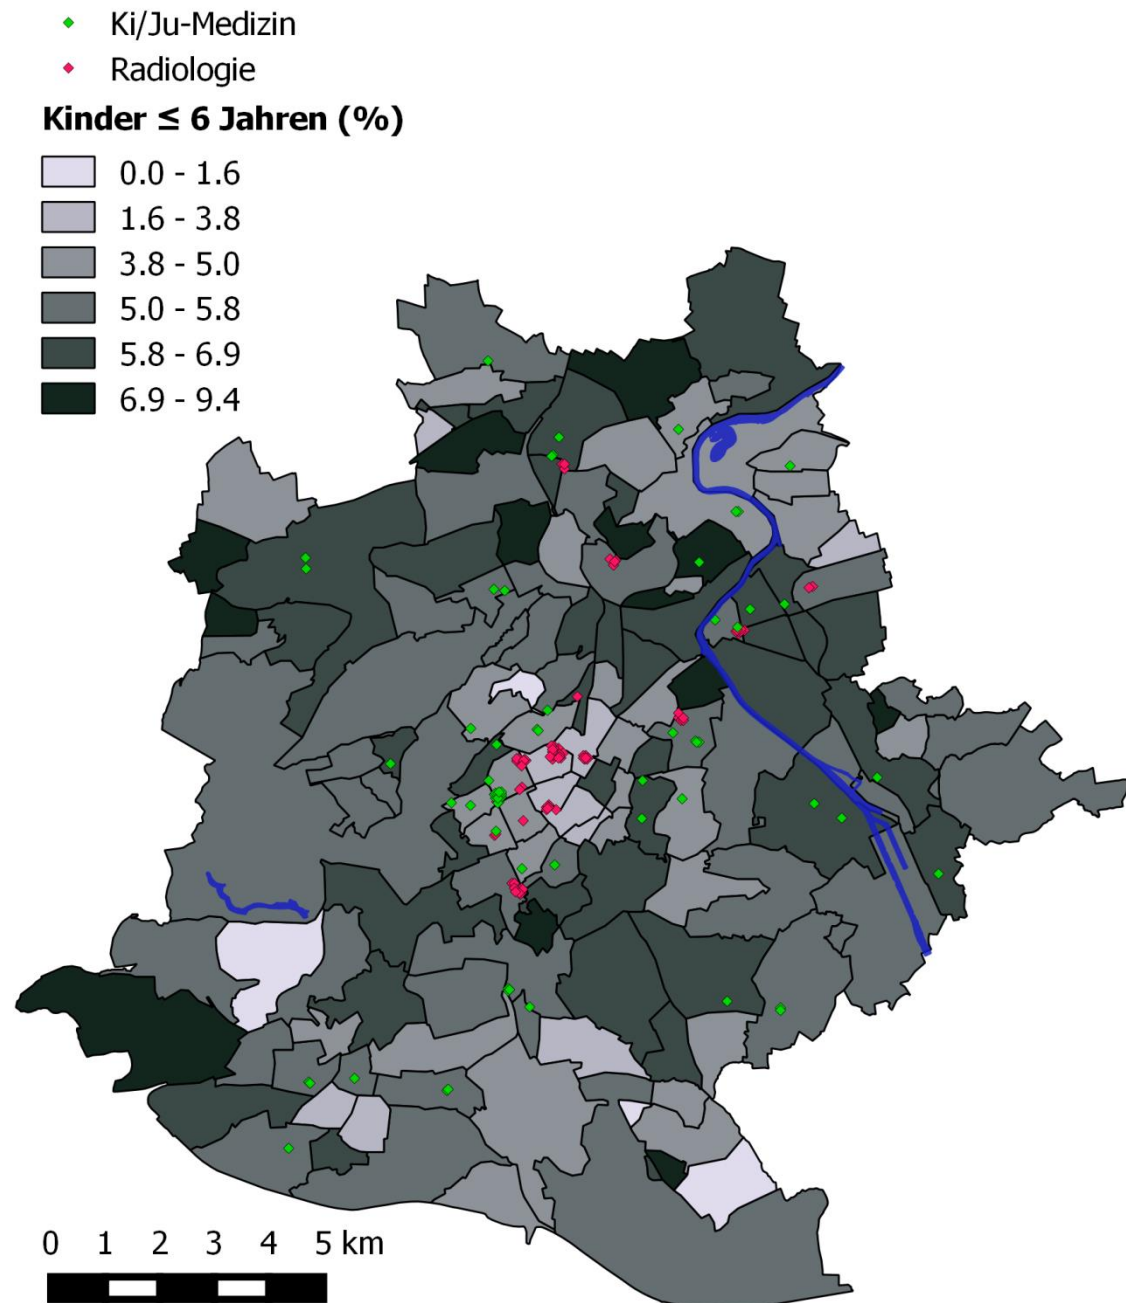 Ki/Ju-Medizin
Radiologie
Kinder ≤ 6 Jahren (%)
0.0 - 1.6
1.6 - 3.8
3.8 - 5.0
5.0 - 5.8
5.8 - 6.9
6.9 - 9.4
0 1 2 3 4 5 km